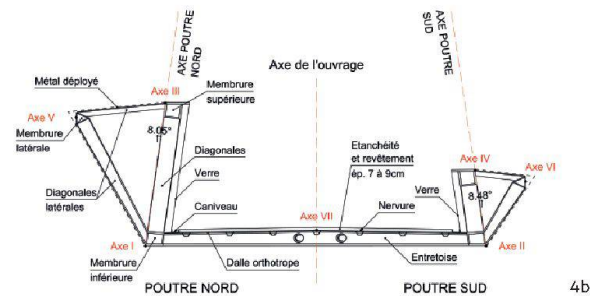 AXE POUTRE
NORD
AXE POUTRE
SUD
Axe de l'ouvrage
Métal déployé
Axe III
Membrure
supérieure
Axe V
Membrure
latérale
8.05°
Diagonales
Verre
Diagonales
latérales
Caniveau
Etanchéité
et revêtement
ép. 7 à 9cm
Axe IV
Axe VI
Verre
8.48°
Axe VII
Nervure
Axe I
Axe II
Membrure
inférieure
Dalle orthotrope
Entretoise
POUTRE NORD
POUTRE SUD
4b